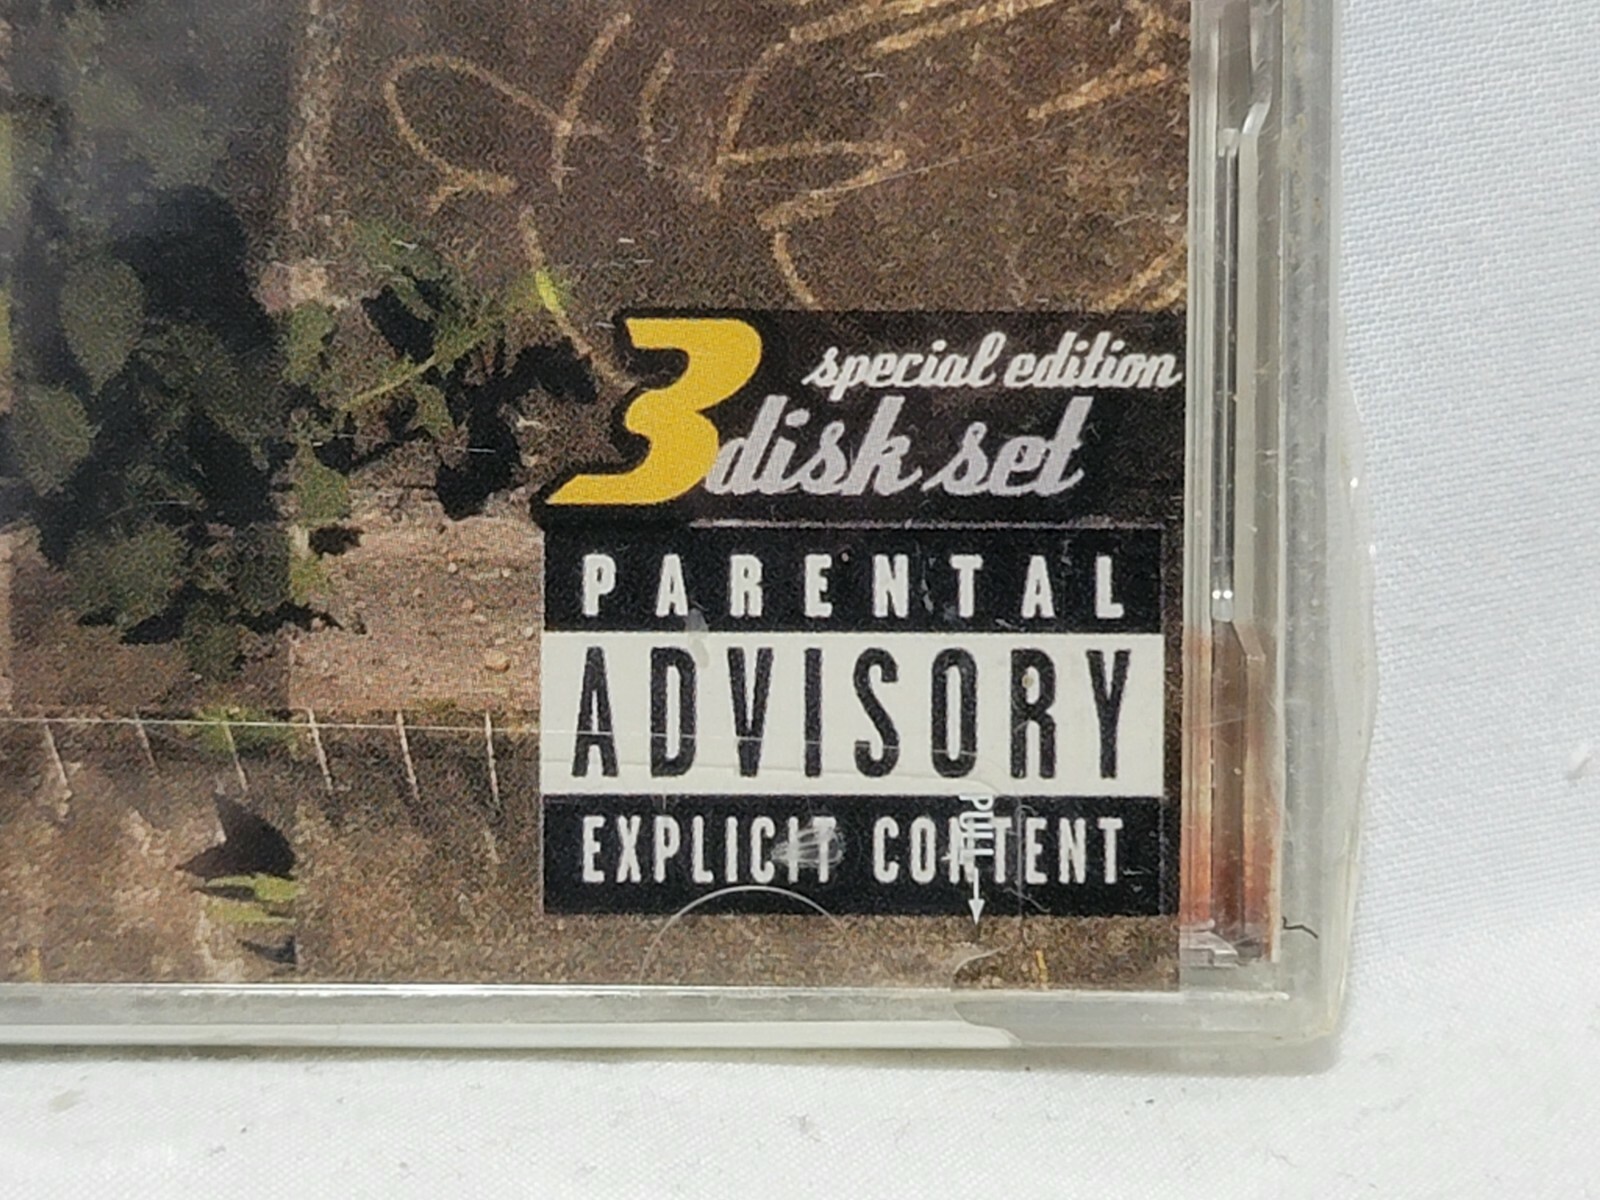 3 special edition
disk set
PARENTAL
ADVISORY
EXPLICIT CONTENT
PULL